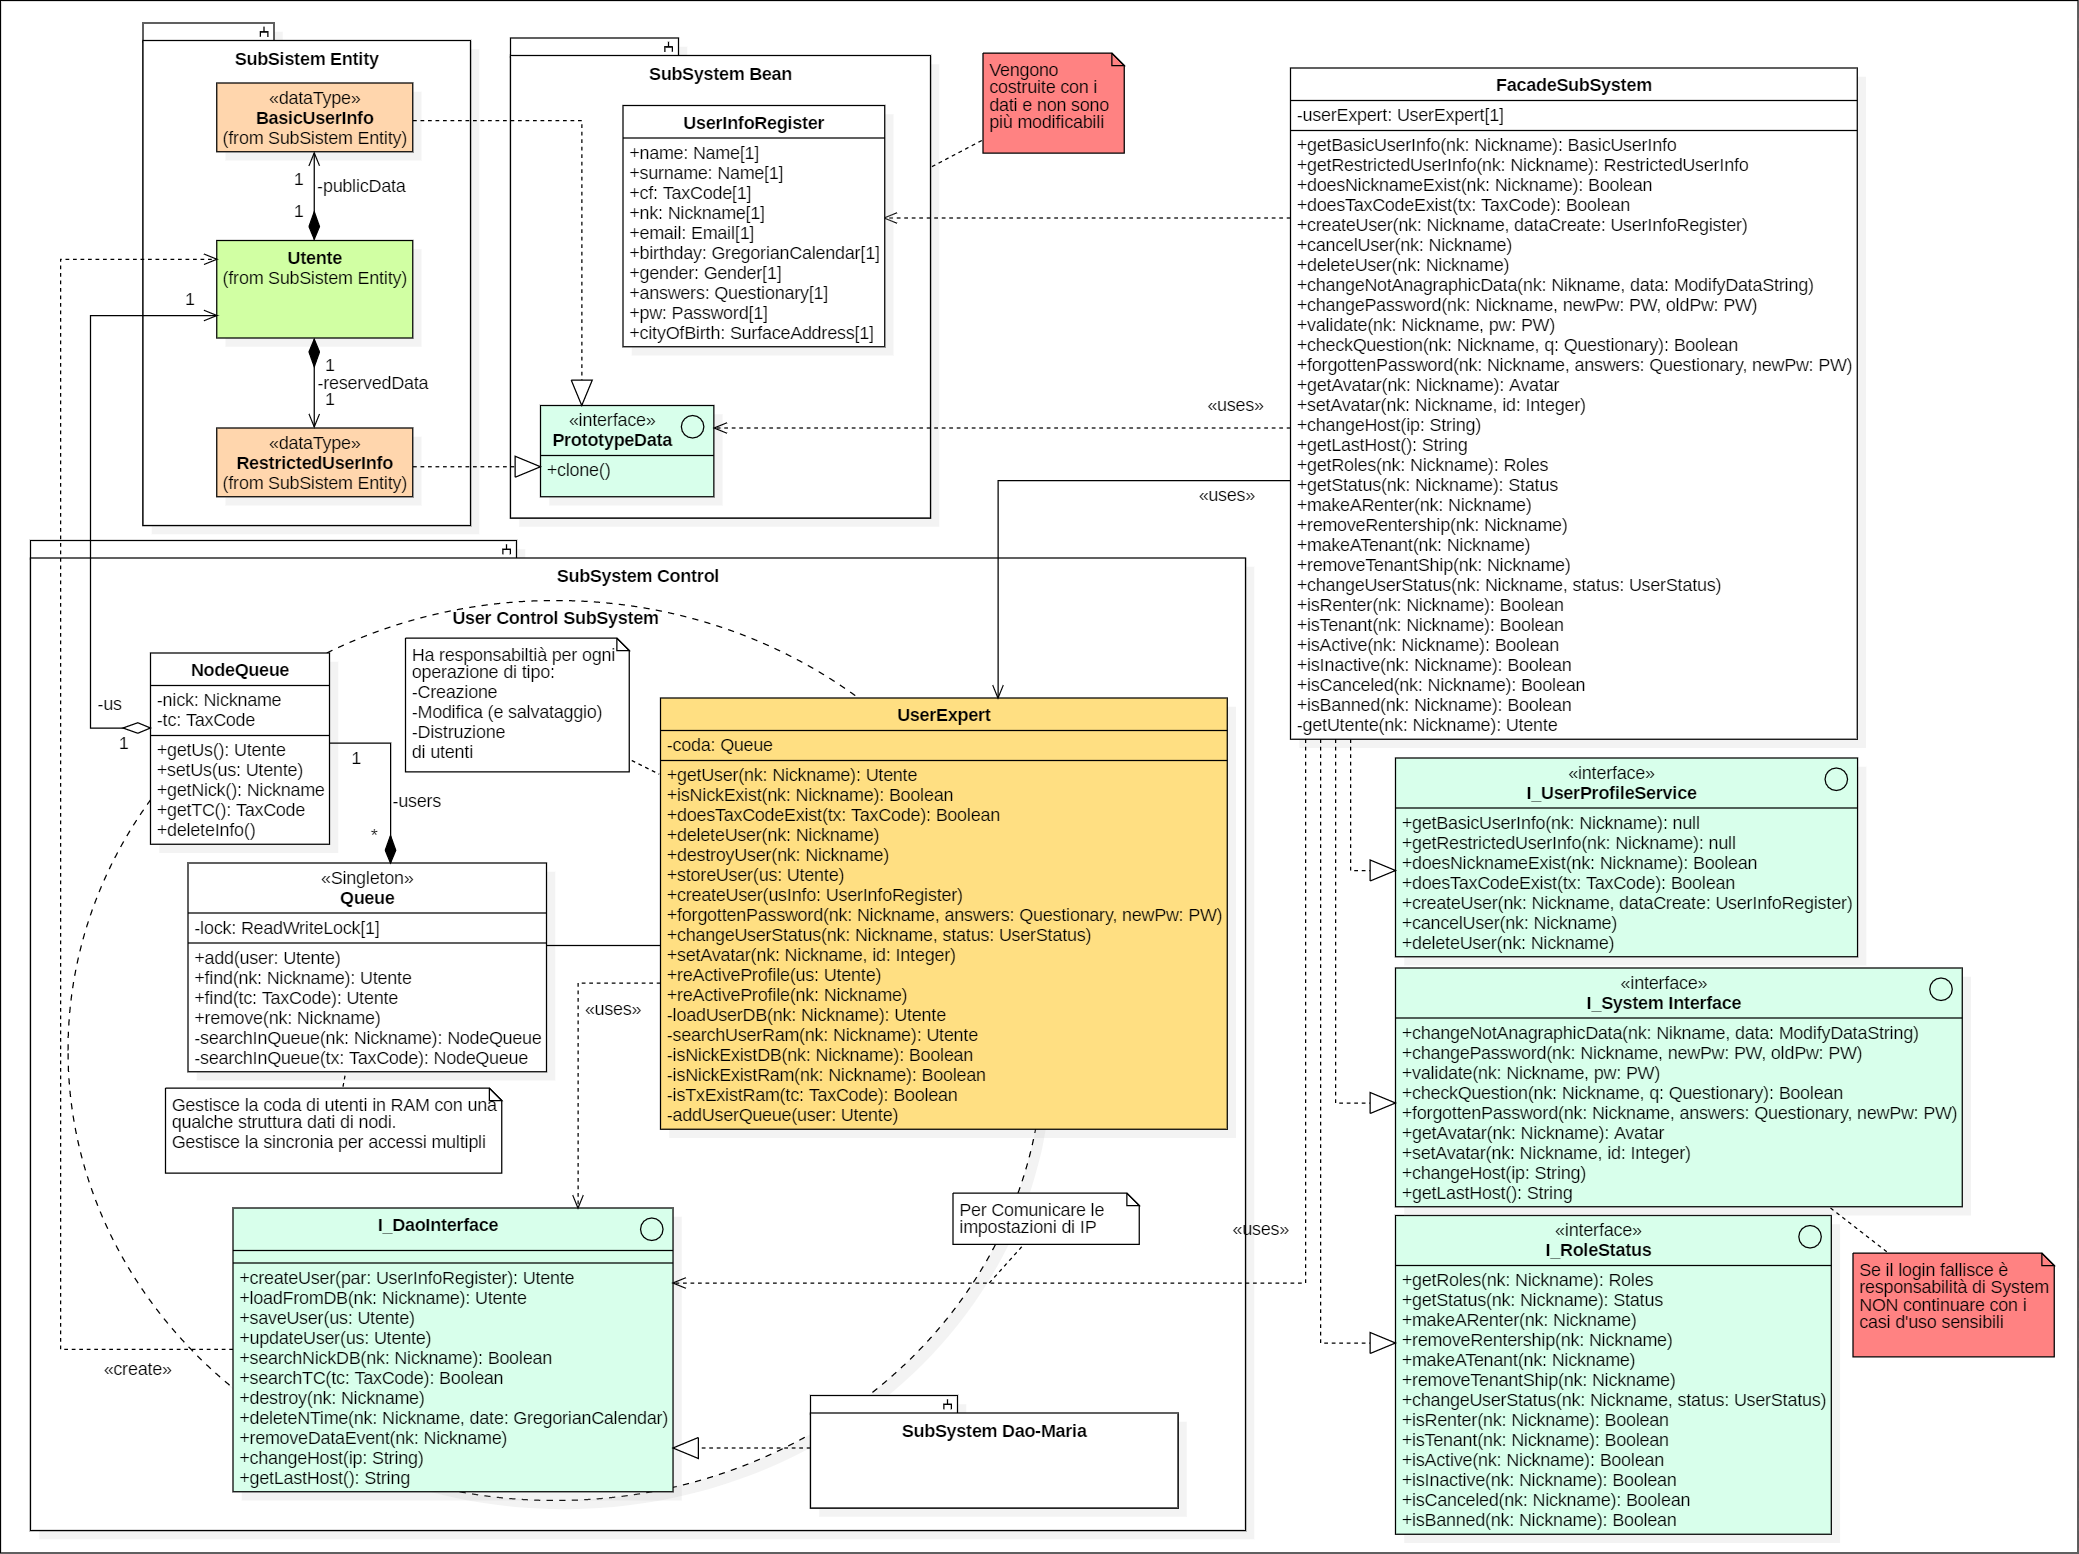 SubSistem Entity
«dataType»
BasicUserInfo
(from SubSistem Entity)
1
-publicData
1
Utente
(from SubSistem Entity)
1
1
-reservedData
1
«dataType»
RestrictedUserInfo
(from SubSistem Entity)
SubSystem Bean
UserInfoRegister
+name: Name[1]
+surname: Name[1]
+cf: TaxCode[1]
+nk: Nickname[1]
+email: Email[1]
+birthday: GregorianCalendar[1]
+gender: Gender[1]
+answers: Questionary[1]
+pw: Password[1]
+cityOfBirth: SurfaceAddress[1]
«interface»
PrototypeData
+clone()
Vengono
costruite con i
dati e non sono
più modificabili
FacadeSubSystem
-userExpert: UserExpert[1]
+getBasicUserInfo(nk: Nickname): BasicUserInfo
+getRestrictedUserInfo(nk: Nickname): RestrictedUserInfo
+doesNicknameExist(nk: Nickname): Boolean
+doesTaxCodeExist(tx: TaxCode): Boolean
+createUser(nk: Nickname, dataCreate: UserInfoRegister)
+cancelUser(nk: Nickname)
+deleteUser(nk: Nickname)
+changeNotAnagraphicData(nk: Nikname, data: ModifyDataString)
+changePassword(nk: Nickname, newPw: PW, oldPw: PW)
+validate(nk: Nickname, pw: PW)
+checkQuestion(nk: Nickname, q: Questionary): Boolean
+forgottenPassword(nk: Nickname, answers: Questionary, newPw: PW)
+getAvatar(nk: Nickname): Avatar
+setAvatar(nk: Nickname, id: Integer)
+changeHost(ip: String)
+getLastHost(): String
+getRoles(nk: Nickname): Roles
+getStatus(nk: Nickname): Status
+makeARenter(nk: Nickname)
+removeRentership(nk: Nickname)
+makeATenant(nk: Nickname)
+removeTenantShip(nk: Nickname)
+changeUserStatus(nk: Nickname, status: UserStatus)
+isRenter(nk: Nickname): Boolean
+isTenant(nk: Nickname): Boolean
+isActive(nk: Nickname): Boolean
+isInactive(nk: Nickname): Boolean
+isCanceled(nk: Nickname): Boolean
+isBanned(nk: Nickname): Boolean
-getUtente(nk: Nickname): Utente
«uses»
«uses»
SubSystem Control
User Control SubSystem
NodeQueue
-nick: Nickname
-tc: TaxCode
+getUs(): Utente
+setUs(us: Utente)
+getNick(): Nickname
+getTC(): TaxCode
+deleteInfo()
-us
1
1
-users
*
Ha responsabiltià per ogni
operazione di tipo:
-Creazione
-Modifica (e salvataggio)
-Distruzione
di utenti
UserExpert
-coda: Queue
+getUser(nk: Nickname): Utente
+isNickExist(nk: Nickname): Boolean
+doesTaxCodeExist(tx: TaxCode): Boolean
+deleteUser(nk: Nickname)
+destroyUser(nk: Nickname)
+storeUser(us: Utente)
+createUser(usInfo: UserInfoRegister)
+forgottenPassword(nk: Nickname, answers: Questionary, newPw: PW)
+changeUserStatus(nk: Nickname, status: UserStatus)
+setAvatar(nk: Nickname, id: Integer)
+reActiveProfile(us: Utente)
+reActiveProfile(nk: Nickname)
-loadUserDB(nk: Nickname): Utente
-searchUserRam(nk: Nickname): Utente
-isNickExistDB(nk: Nickname): Boolean
-isNickExistRam(nk: Nickname): Boolean
-isTxExistRam(tc: TaxCode): Boolean
-addUserQueue(user: Utente)
«Singleton»
Queue
-lock: ReadWriteLock[1]
+add(user: Utente)
+find(nk: Nickname): Utente
+find(tc: TaxCode): Utente
+remove(nk: Nickname)
-searchInQueue(nk: Nickname): NodeQueue
-searchInQueue(tx: TaxCode): NodeQueue
«uses»
Gestisce la coda di utenti in RAM con una
qualche struttura dati di nodi.
Gestisce la sincronia per accessi multipli
I_DaoInterface
+createUser(par: UserInfoRegister): Utente
+loadFromDB(nk: Nickname): Utente
+saveUser(us: Utente)
+updateUser(us: Utente)
+searchNickDB(nk: Nickname): Boolean
+searchTC(tc: TaxCode): Boolean
+destroy(nk: Nickname)
+deleteNTime(nk: Nickname, date: GregorianCalendar)
+removeDataEvent(nk: Nickname)
+changeHost(ip: String)
+getLastHost(): String
«create»
Per Comunicare le
impostazioni di IP
«uses»
SubSystem Dao-Maria
«interface»
I_UserProfileService
+getBasicUserInfo(nk: Nickname): null
+getRestrictedUserInfo(nk: Nickname): null
+doesNicknameExist(nk: Nickname): Boolean
+doesTaxCodeExist(tx: TaxCode): Boolean
+createUser(nk: Nickname, dataCreate: UserInfoRegister)
+cancelUser(nk: Nickname)
+deleteUser(nk: Nickname)
«interface»
I_System Interface
+changeNotAnagraphicData(nk: Nikname, data: ModifyDataString)
+changePassword(nk: Nickname, newPw: PW, oldPw: PW)
+validate(nk: Nickname, pw: PW)
+checkQuestion(nk: Nickname, q: Questionary): Boolean
+forgottenPassword(nk: Nickname, answers: Questionary, newPw: PW)
+getAvatar(nk: Nickname): Avatar
+setAvatar(nk: Nickname, id: Integer)
+changeHost(ip: String)
+getLastHost(): String
«interface»
I_RoleStatus
+getRoles(nk: Nickname): Roles
+getStatus(nk: Nickname): Status
+makeARenter(nk: Nickname)
+removeRentership(nk: Nickname)
+makeATenant(nk: Nickname)
+removeTenantShip(nk: Nickname)
+changeUserStatus(nk: Nickname, status: UserStatus)
+isRenter(nk: Nickname): Boolean
+isTenant(nk: Nickname): Boolean
+isActive(nk: Nickname): Boolean
+isInactive(nk: Nickname): Boolean
+isCanceled(nk: Nickname): Boolean
+isBanned(nk: Nickname): Boolean
Se il login fallisce è
responsabilità di System
NON continuare con i
casi d'uso sensibili